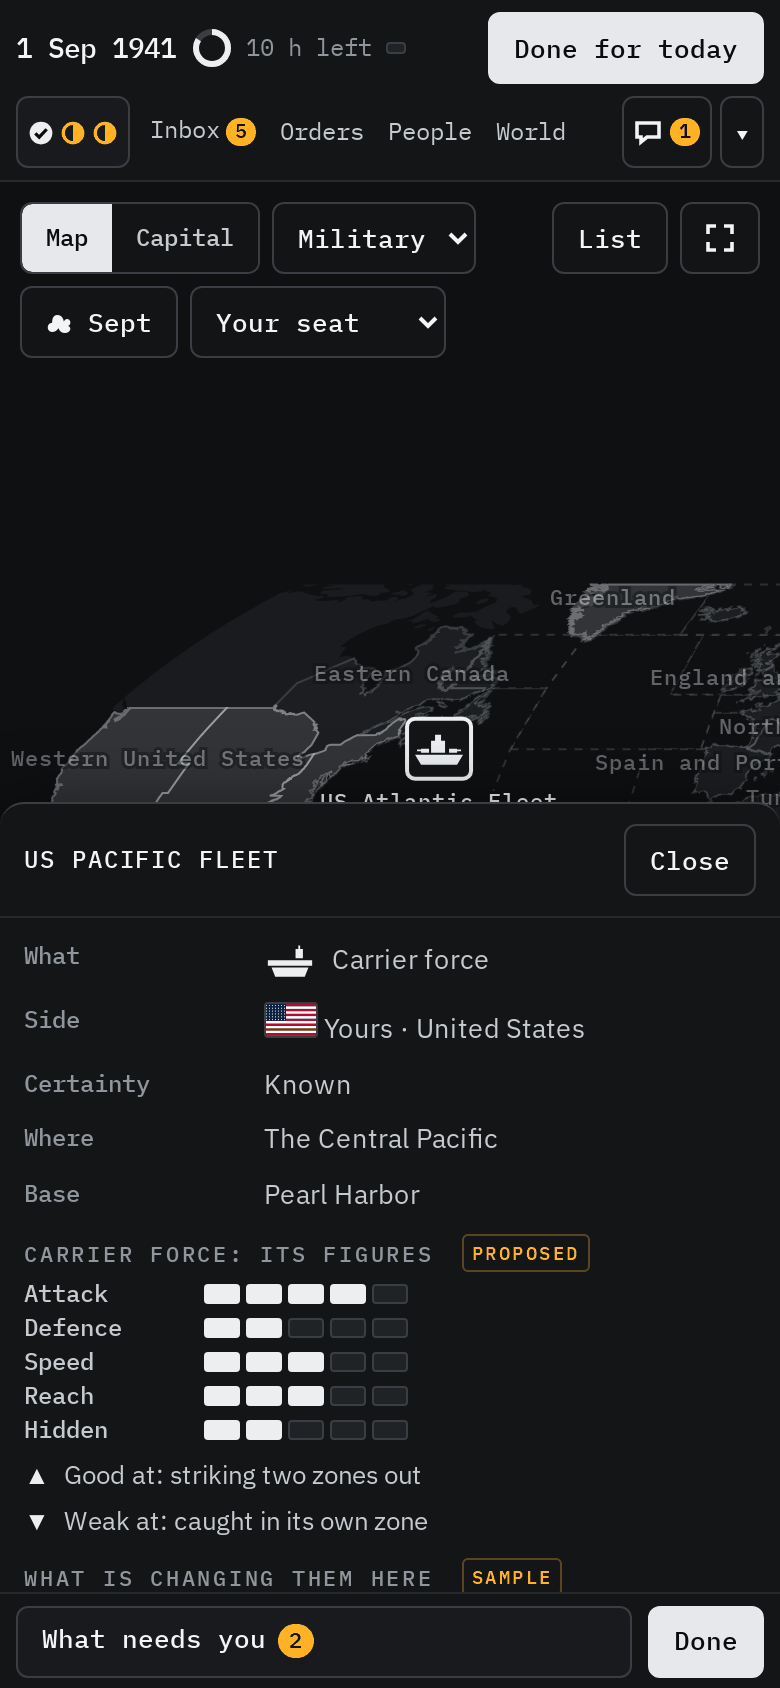 1 Sep 1941 10 h left Done for today
Inbox 5 Orders People World 1
Map Capital Military List
Sept Your seat
Greenland
Eastern Canada
England
North
Western United States
Spain and
US Atlantic Fleet
US PACIFIC FLEET Close
What Carrier force
Side Yours · United States
Certainty Known
Where The Central Pacific
Base Pearl Harbor
CARRIER FORCE: ITS FIGURES PROPOSED
Attack
Defence
Speed
Reach
Hidden
▲ Good at: striking two zones out
▼ Weak at: caught in its own zone
WHAT IS CHANGING THEM HERE SAMPLE
What needs you 2 Done